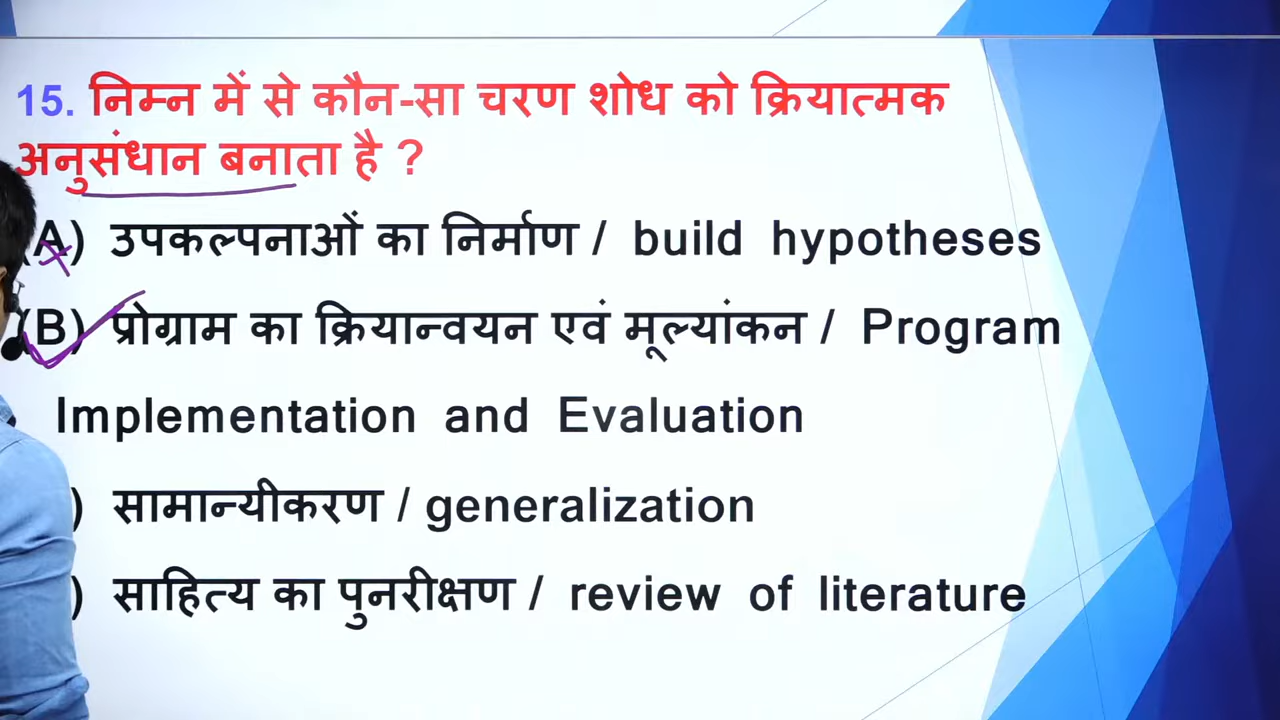 15. निम्न में से कौन-सा चरण शोध को क्रियात्मक
अनुसंधान बनाता है ?
(A) उपकल्पनाओं का निर्माण / build hypotheses
(B) प्रोग्राम का क्रियान्वयन एवं मूल्यांकन / Program
Implementation and Evaluation
) सामान्यीकरण / generalization
) साहित्य का पुनरीक्षण / review of literature